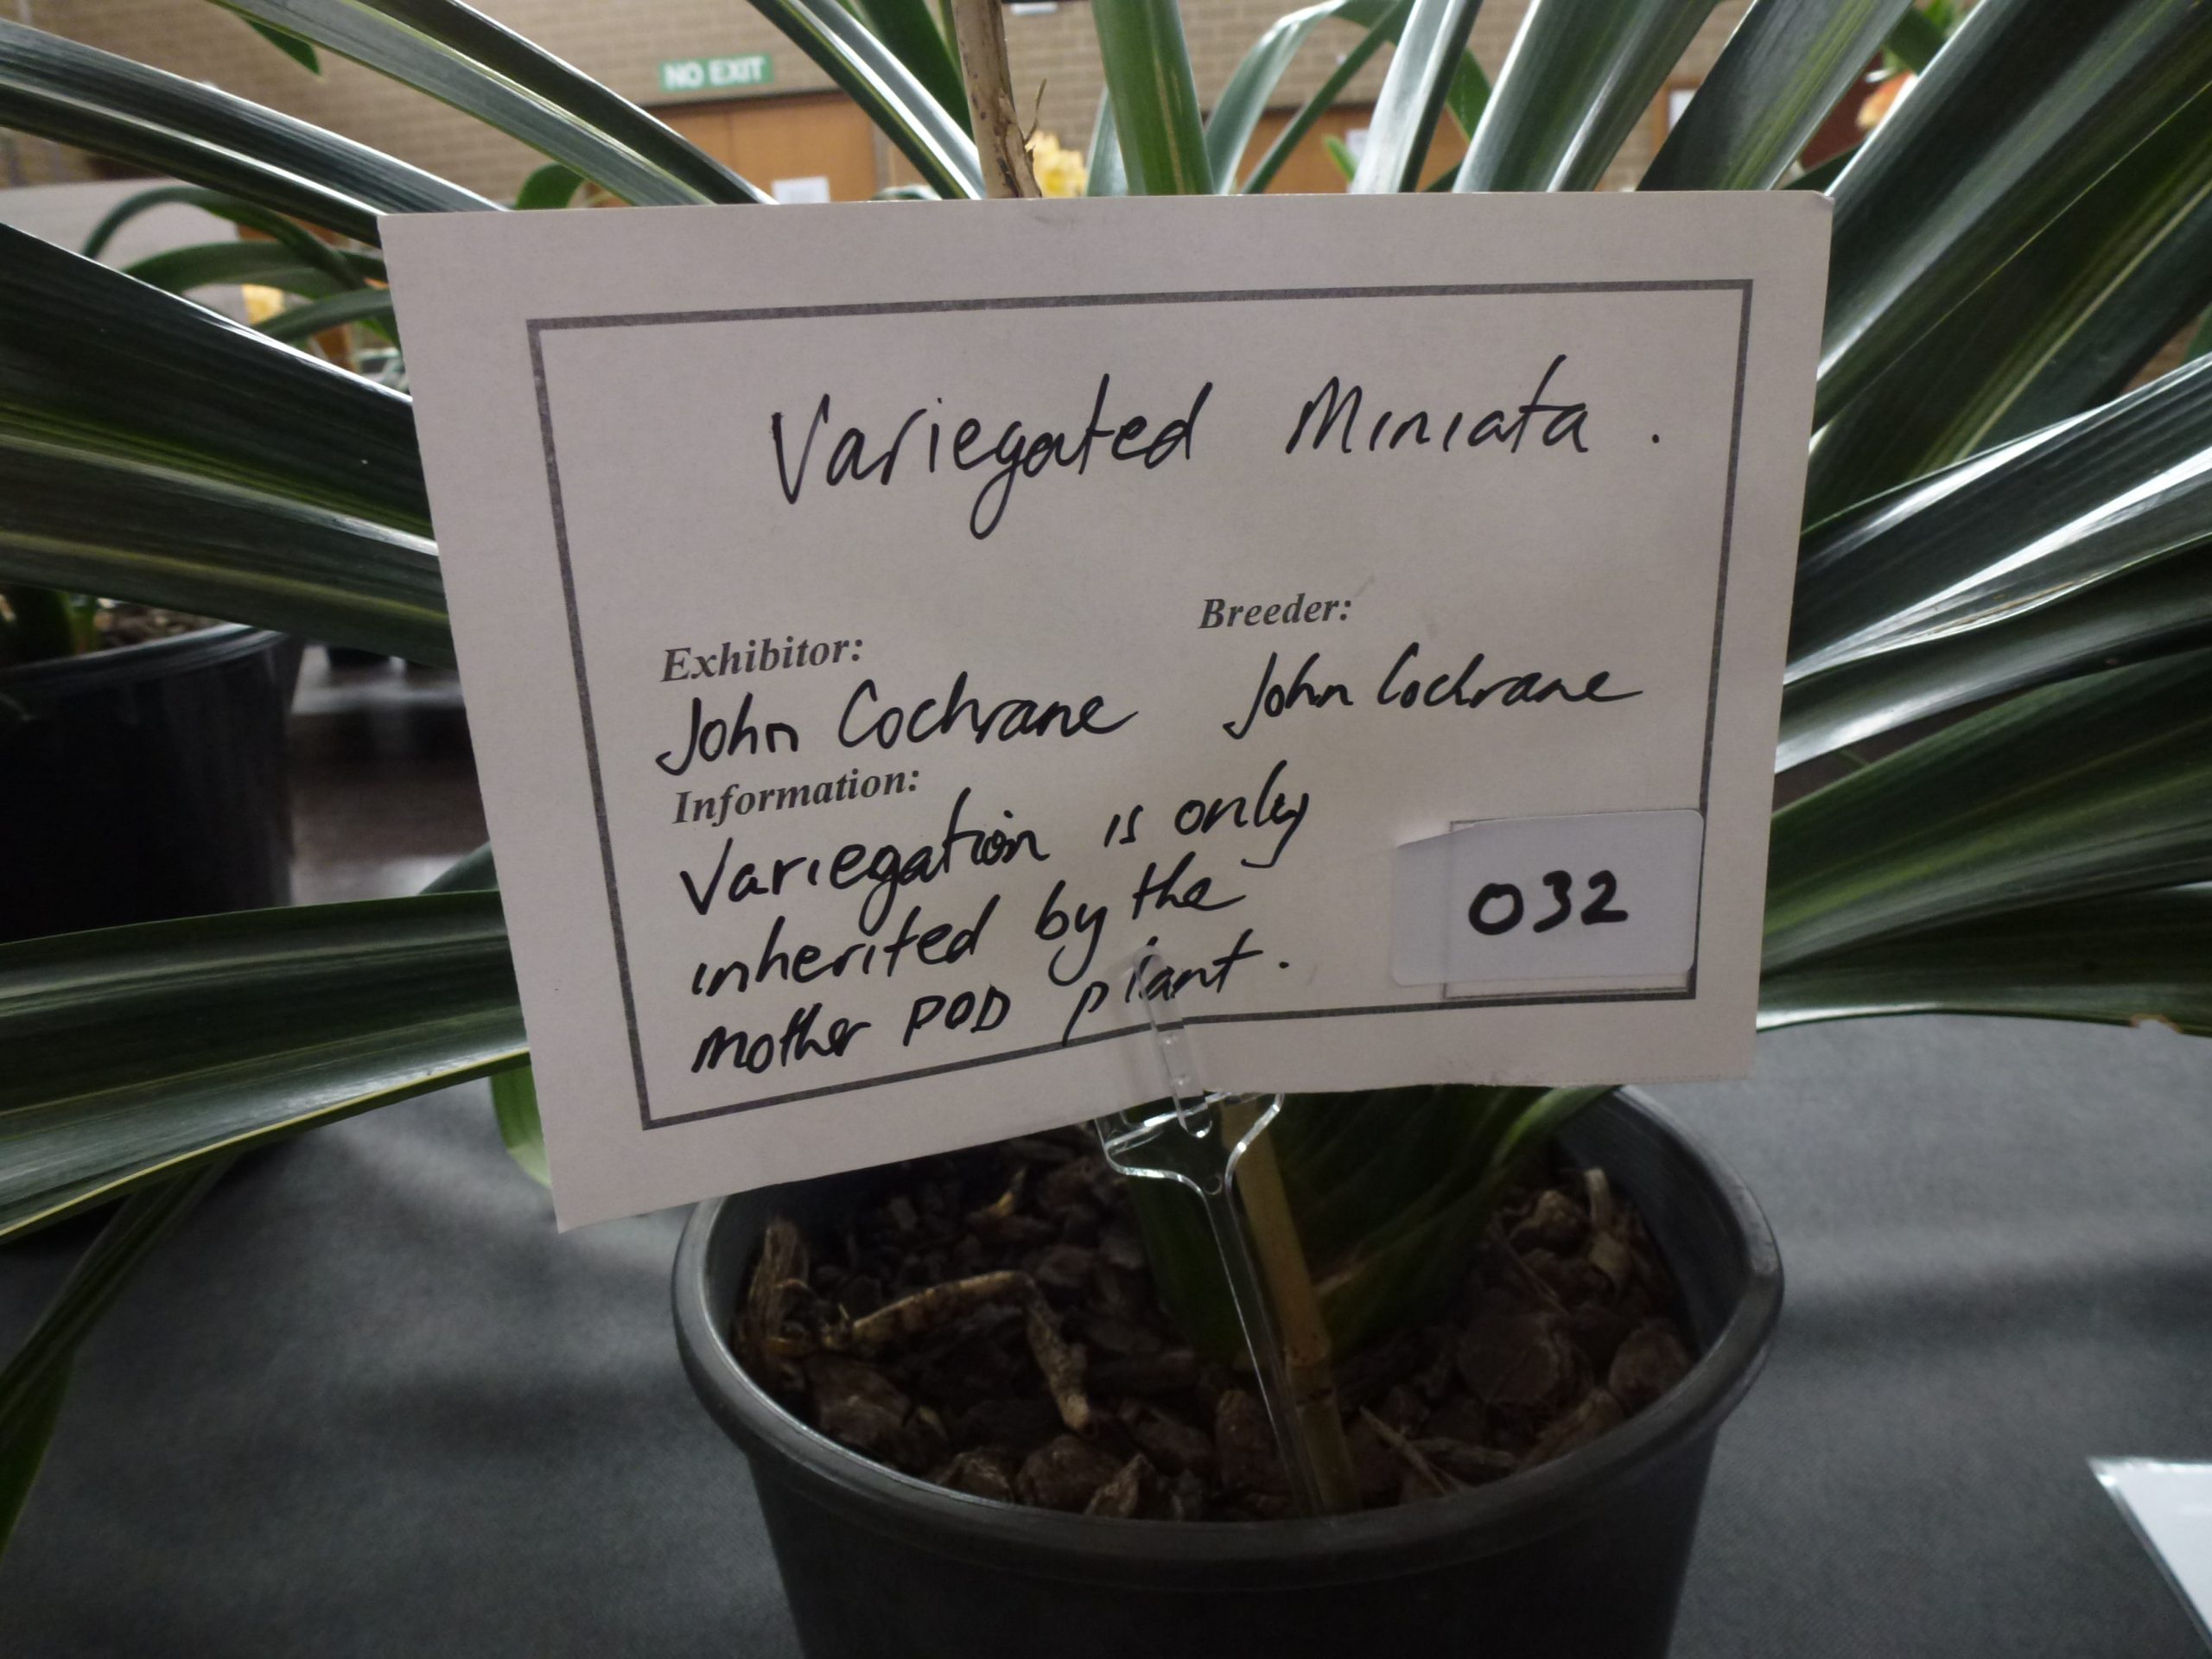 NO EXIT
Variegated Miniata.
Exhibitor: Breeder:
John Cochrane John Cochrane
Information:
Variegation is only
inherited by the
mother POD plant.
032